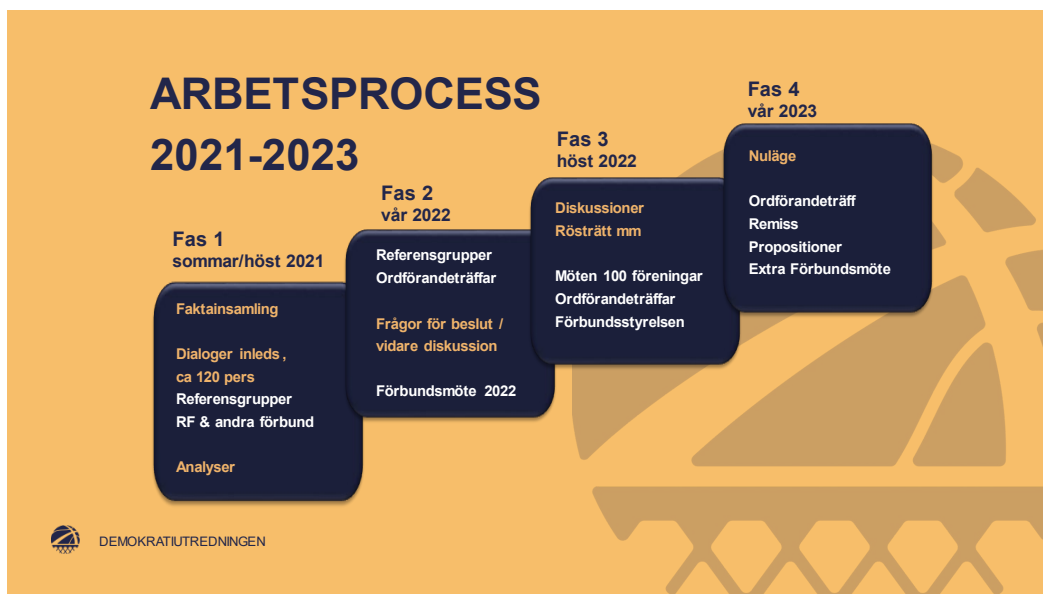 ARBETSPROCESS
2021-2023
Fas 1
sommar/höst 2021
Faktainsamling
Dialoger inleds,
ca 120 pers
Referensgrupper
RF & andra förbund
Analyser
Fas 2
vår 2022
Referensgrupper
Ordförandeträffar
Frågor för beslut /
vidare diskussion
Förbundsmöte 2022
Fas 3
höst 2022
Diskussioner
Rösträtt mm
Möten 100 föreningar
Ordförandeträffar
Förbundsstyrelsen
Fas 4
vår 2023
Nuläge
Ordförandeträff
Remiss
Propositioner
Extra Förbundsmöte
DEMOKRATIUTREDNINGEN